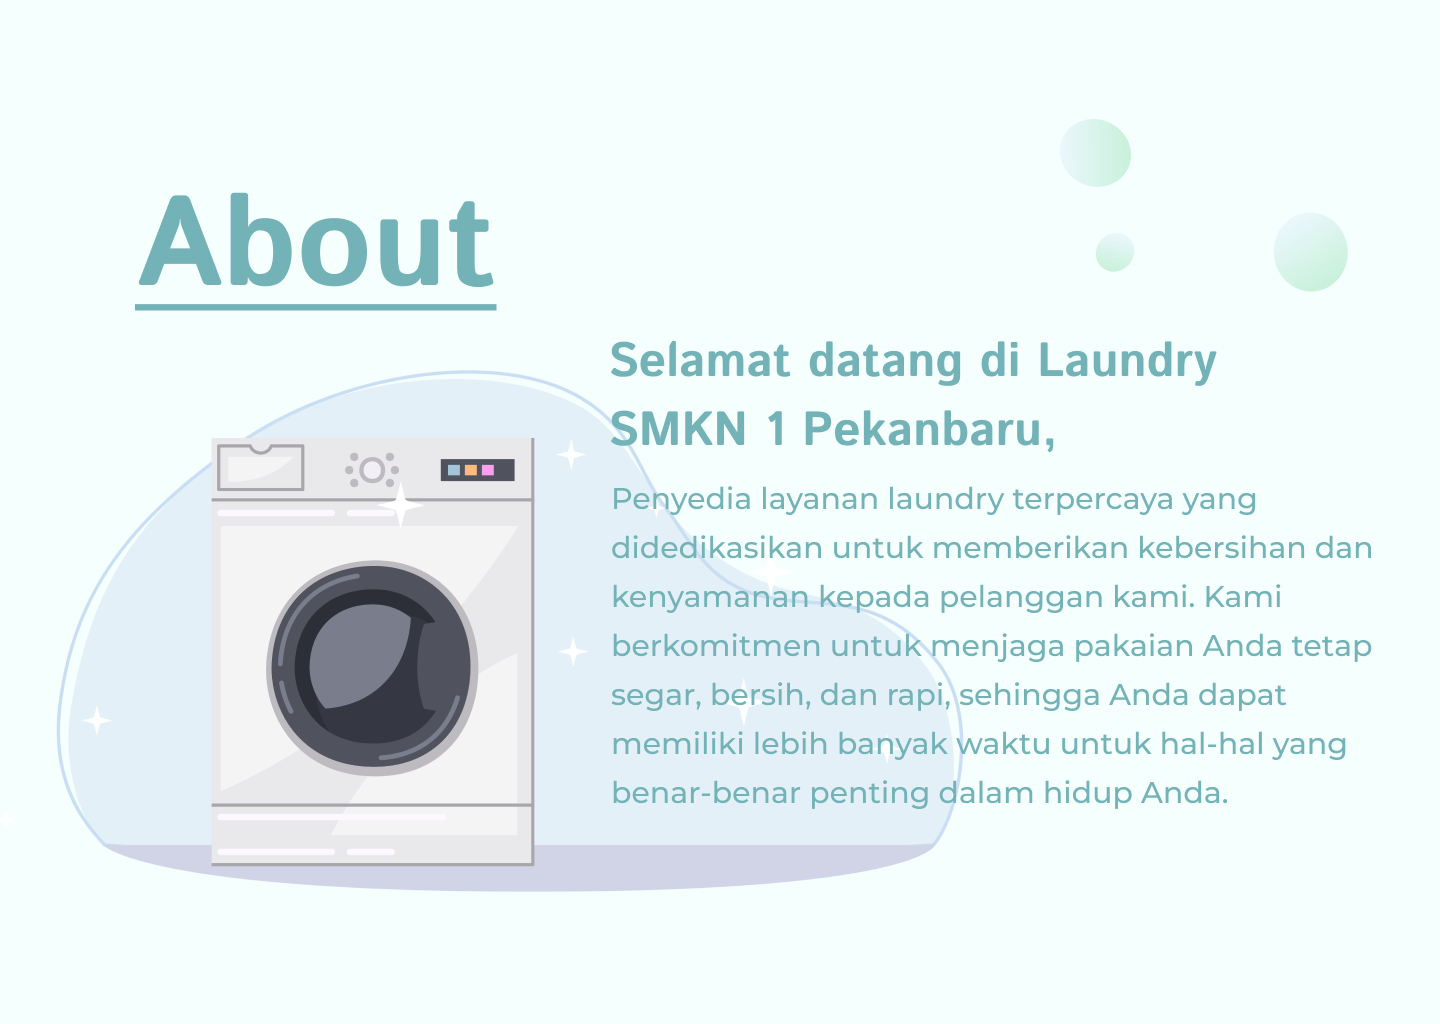 About
Selamat datang di Laundry
SMKN 1 Pekanbaru,
Penyedia layanan laundry terpercaya yang
didedikasikan untuk memberikan kebersihan dan
kenyamanan kepada pelanggan kami. Kami
berkomitmen untuk menjaga pakaian Anda tetap
segar, bersih, dan rapi, sehingga Anda dapat
memiliki lebih banyak waktu untuk hal-hal yang
benar-benar penting dalam hidup Anda.